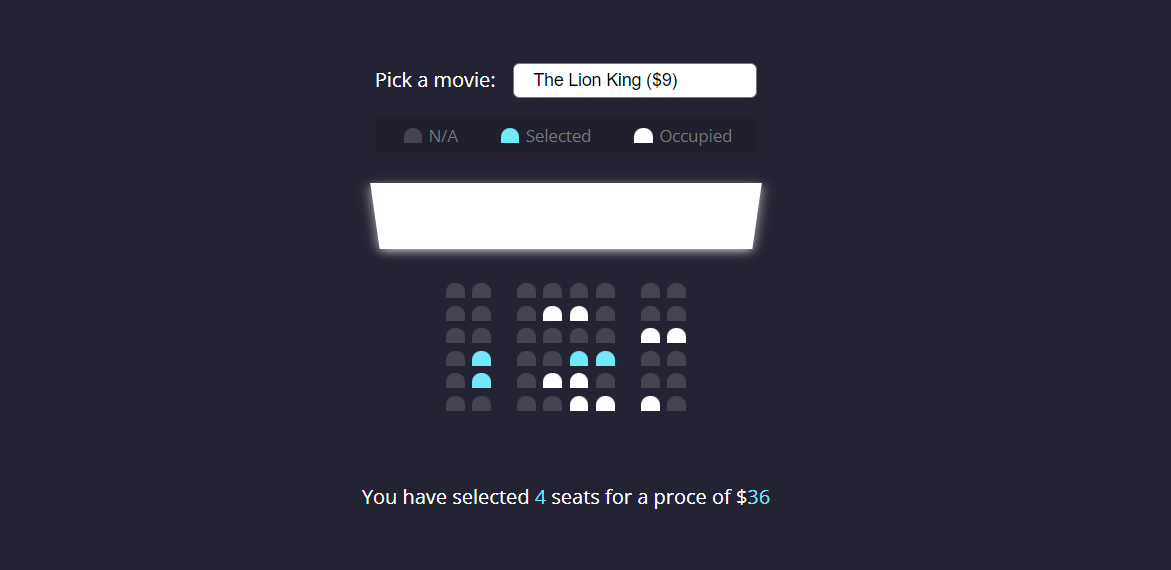 Pick a movie: The Lion King ($9)
N/A Selected Occupied
You have selected 4 seats for a proce of $36